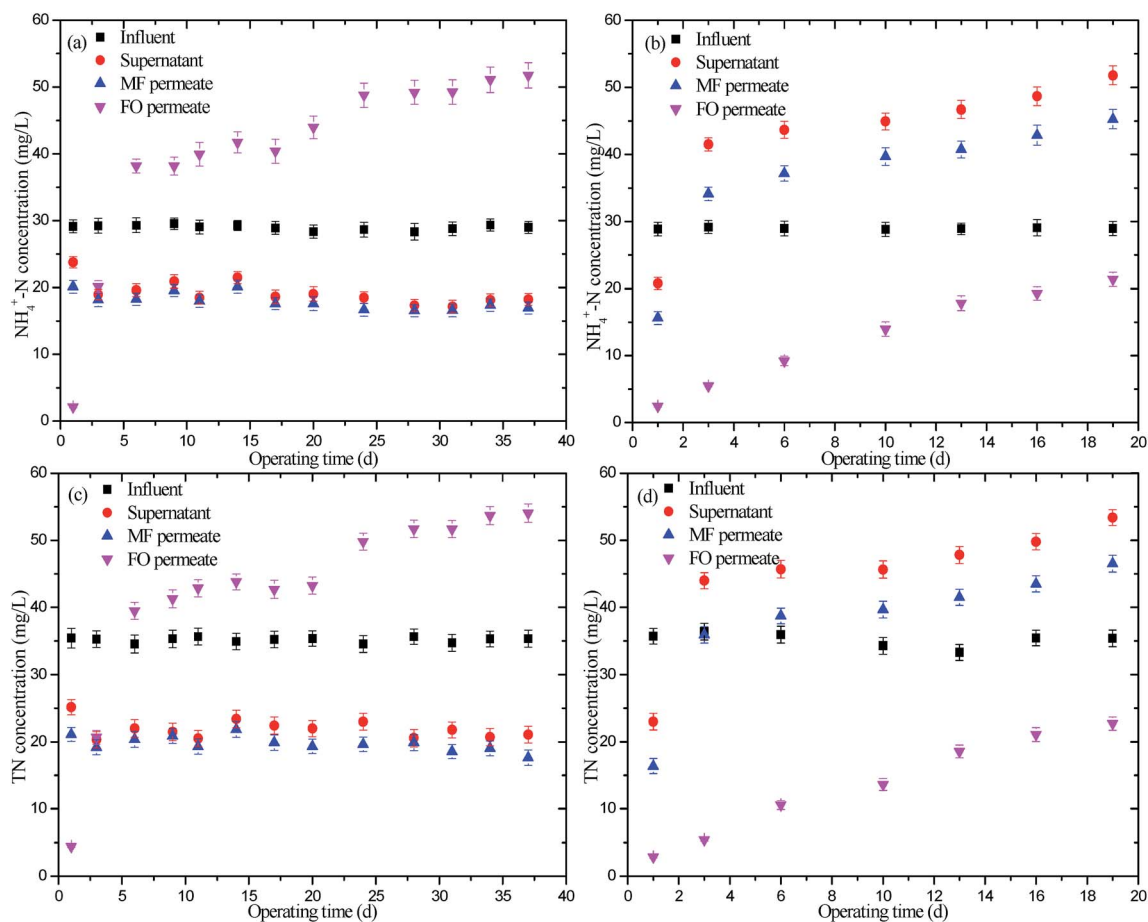 (a)
Influent
Supernatant
MF permeate
FO permeate
NH4+-N concentration (mg/L)
60
50
40
30
20
10
0
0 5 10 15 20 25 30 35 40
Operating time (d)
(b)
Influent
Supernatant
MF permeate
FO permeate
NH4+-N concentration (mg/L)
60
50
40
30
20
10
0
0 2 4 6 8 10 12 14 16 18 20
Operating time (d)
(c)
Influent
Supernatant
MF permeate
FO permeate
TN concentration (mg/L)
60
50
40
30
20
10
0
0 5 10 15 20 25 30 35 40
Operating time (d)
(d)
Influent
Supernatant
MF permeate
FO permeate
TN concentration (mg/L)
60
50
40
30
20
10
0
0 2 4 6 8 10 12 14 16 18 20
Operating time (d)